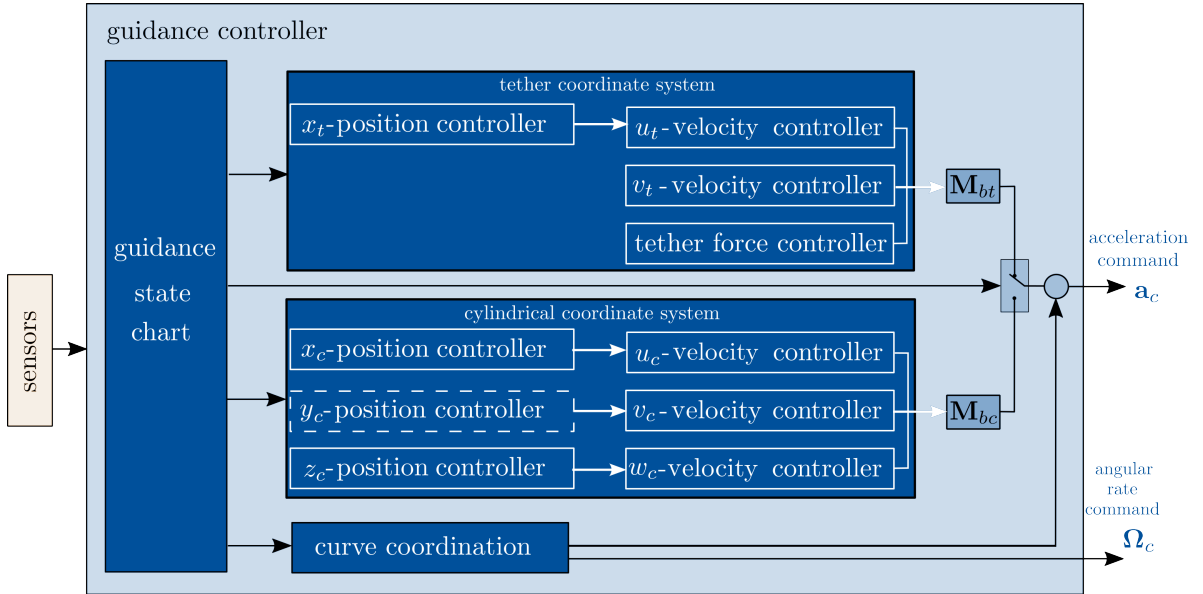 guidance controller
tether coordinate system
x_t-position controller
u_t-velocity controller
v_t-velocity controller
M_bt
tether force controller
guidance
state
chart
acceleration
command
a_c
sensors
cylindrical coordinate system
x_c-position controller
u_c-velocity controller
y_c-position controller
v_c-velocity controller
M_bc
z_c-position controller
w_c-velocity controller
angular
rate
command
Ω_c
curve coordination